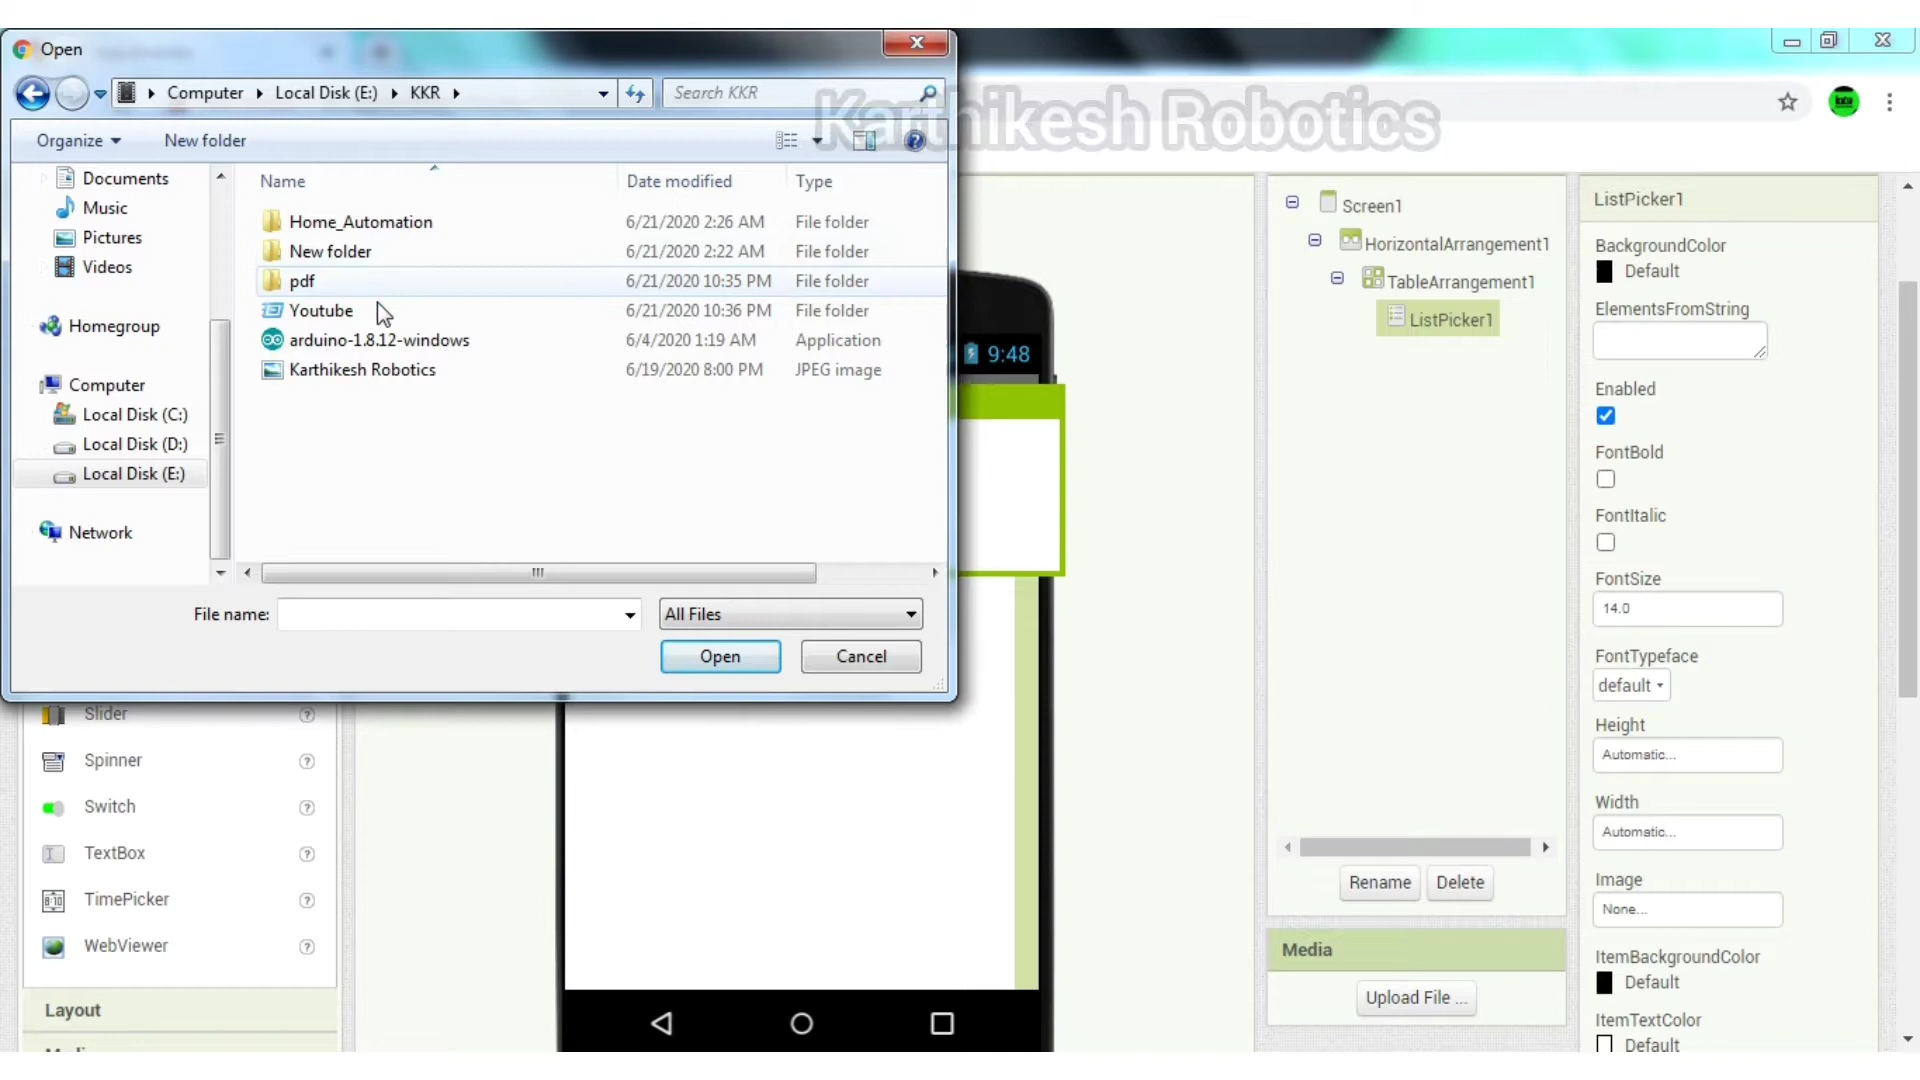 Open
Computer
Local Disk (E:)
KKR
Search KKR
Karthikesh Robotics
Organize
New folder
Name
Date modified
Type
Documents
Music
Pictures
Videos
Homegroup
Computer
Local Disk (C:)
Local Disk (D:)
Local Disk (E:)
Network
Home_Automation 6/21/2020 2:26 AM File folder
New folder 6/21/2020 2:22 AM File folder
pdf 6/21/2020 10:35 PM File folder
Youtube 6/21/2020 10:36 PM File folder
arduino-1.8.12-windows 6/4/2020 1:19 AM Application
Karthikesh Robotics 6/19/2020 8:00 PM JPEG image
File name:
All Files
Open
Cancel
9:48
Slider
Spinner
Switch
TextBox
TimePicker
WebViewer
Layout
Screen1
HorizontalArrangement1
TableArrangement1
ListPicker1
Rename
Delete
Media
Upload File ...
ListPicker1
BackgroundColor
Default
ElementsFromString
Enabled
FontBold
FontItalic
FontSize
14.0
FontTypeface
default
Height
Automatic...
Width
Automatic...
Image
None...
ItemBackgroundColor
Default
ItemTextColor
Default